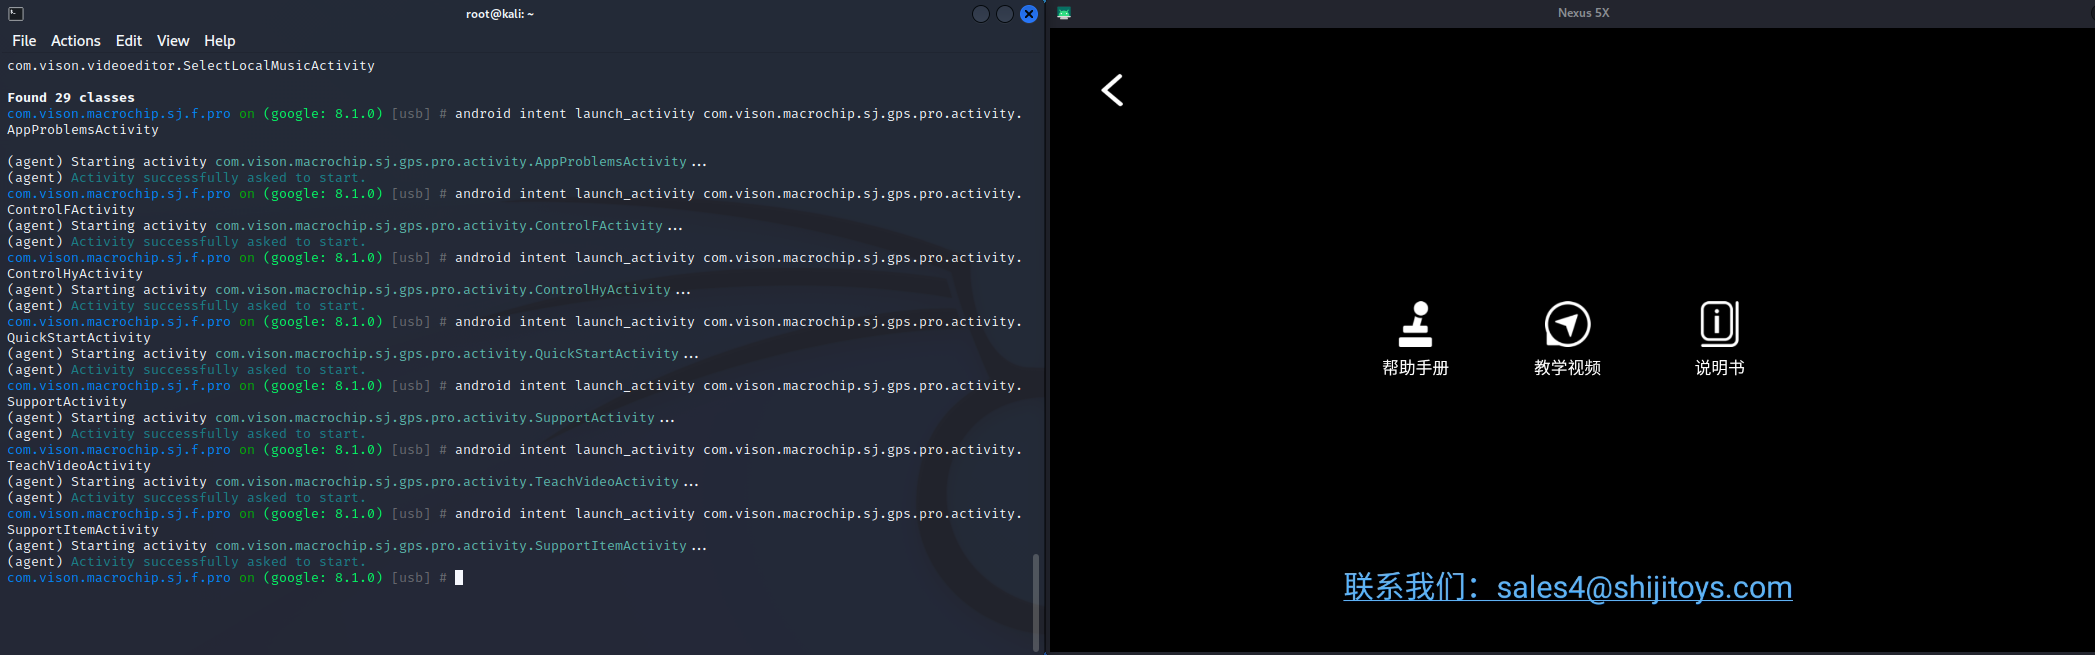 root@kali: ~
File Actions Edit View Help
com.vison.videoeditor.SelectLocalMusicActivity
Found 29 classes
com.vison.macrochip.sj.f.pro on (google: 8.1.0) [usb] # android intent launch_activity com.vison.macrochip.sj.gps.pro.activity.
AppProblemsActivity
(agent) Starting activity com.vison.macrochip.sj.gps.pro.activity.AppProblemsActivity...
(agent) Activity successfully asked to start.
com.vison.macrochip.sj.f.pro on (google: 8.1.0) [usb] # android intent launch_activity com.vison.macrochip.sj.gps.pro.activity.
ControlFActivity
(agent) Starting activity com.vison.macrochip.sj.gps.pro.activity.ControlFActivity...
(agent) Activity successfully asked to start.
com.vison.macrochip.sj.f.pro on (google: 8.1.0) [usb] # android intent launch_activity com.vison.macrochip.sj.gps.pro.activity.
ControlHyActivity
(agent) Starting activity com.vison.macrochip.sj.gps.pro.activity.ControlHyActivity...
(agent) Activity successfully asked to start.
com.vison.macrochip.sj.f.pro on (google: 8.1.0) [usb] # android intent launch_activity com.vison.macrochip.sj.gps.pro.activity.
QuickStartActivity
(agent) Starting activity com.vison.macrochip.sj.gps.pro.activity.QuickStartActivity...
(agent) Activity successfully asked to start.
com.vison.macrochip.sj.f.pro on (google: 8.1.0) [usb] # android intent launch_activity com.vison.macrochip.sj.gps.pro.activity.
SupportActivity
(agent) Starting activity com.vison.macrochip.sj.gps.pro.activity.SupportActivity...
(agent) Activity successfully asked to start.
com.vison.macrochip.sj.f.pro on (google: 8.1.0) [usb] # android intent launch_activity com.vison.macrochip.sj.gps.pro.activity.
TeachVideoActivity
(agent) Starting activity com.vison.macrochip.sj.gps.pro.activity.TeachVideoActivity...
(agent) Activity successfully asked to start.
com.vison.macrochip.sj.f.pro on (google: 8.1.0) [usb] # android intent launch_activity com.vison.macrochip.sj.gps.pro.activity.
SupportItemActivity
(agent) Starting activity com.vison.macrochip.sj.gps.pro.activity.SupportItemActivity...
(agent) Activity successfully asked to start.
com.vison.macrochip.sj.f.pro on (google: 8.1.0) [usb] #
Nexus 5X
帮助手册 教学视频 说明书
联系我们：sales4@shijitoys.com